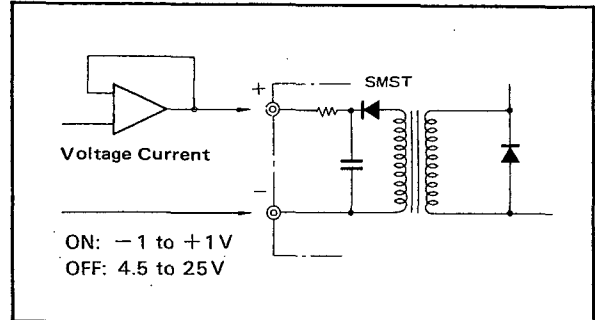 +
SMST
Voltage Current
−
ON: −1 to +1V
OFF: 4.5 to 25V